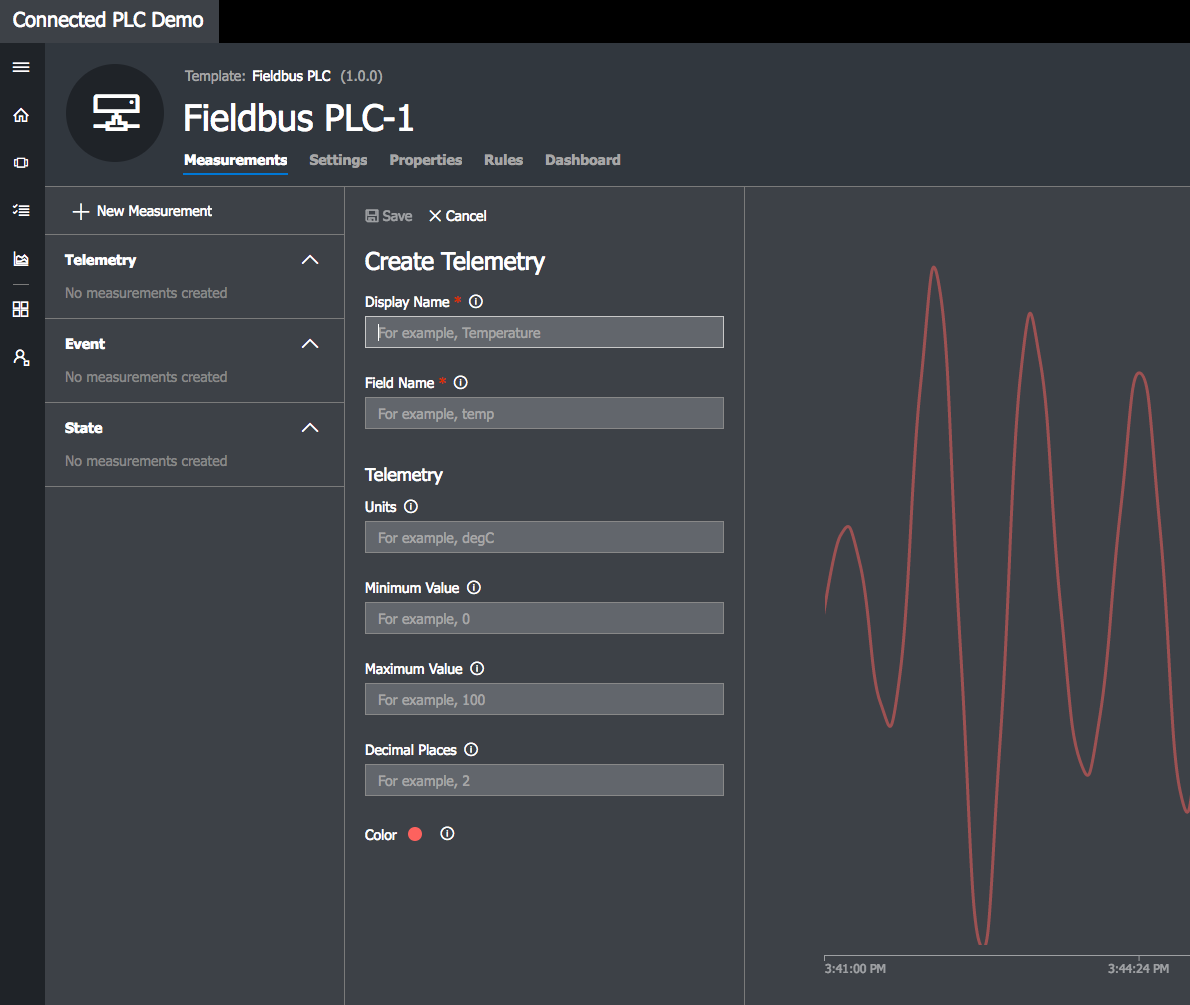 Connected PLC Demo
Template: Fieldbus PLC (1.0.0)
Fieldbus PLC-1
Measurements Settings Properties Rules Dashboard
New Measurement
Telemetry
No measurements created
Event
No measurements created
State
No measurements created
Save Cancel
Create Telemetry
Display Name *
For example, Temperature
Field Name *
For example, temp
Telemetry
Units
For example, degC
Minimum Value
For example, 0
Maximum Value
For example, 100
Decimal Places
For example, 2
Color
3:41:00 PM 3:44:24 PM